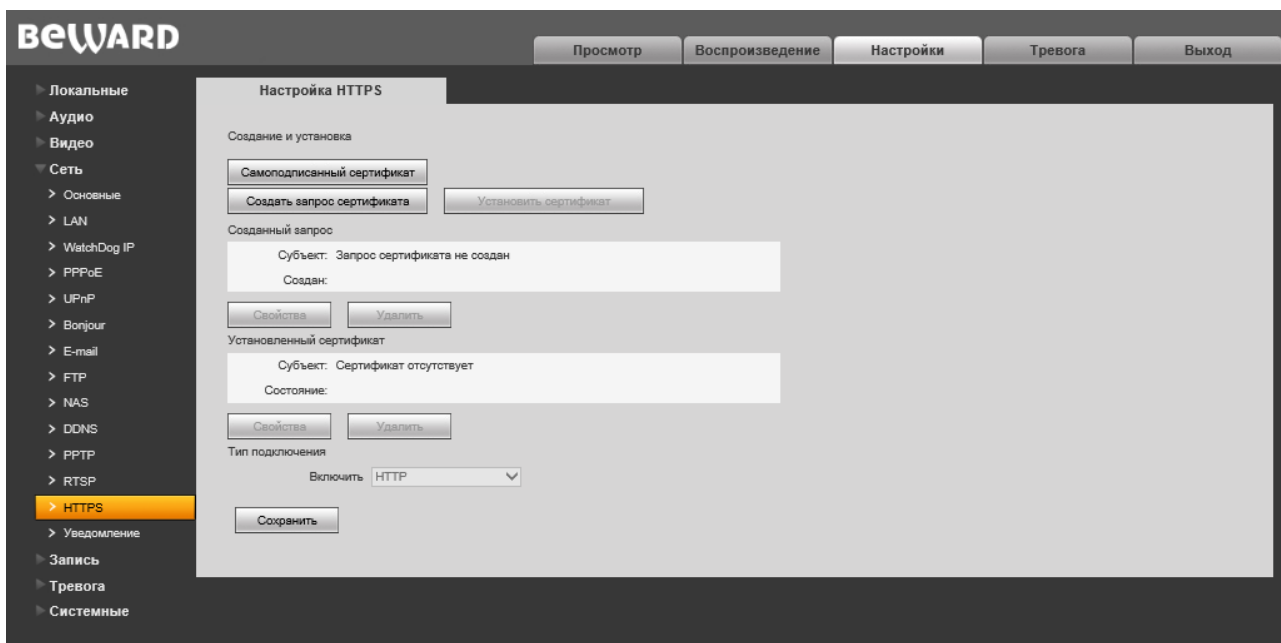 BEWARD
Просмотр Воспроизведение Настройки Тревога Выход
Локальные
Аудио
Видео
Сеть
Основные
LAN
WatchDog IP
PPPoE
UPnP
Bonjour
E-mail
FTP
NAS
DDNS
PPTP
RTSP
HTTPS
Уведомление
Запись
Тревога
Системные
Настройка HTTPS
Создание и установка
Самоподписанный сертификат
Создать запрос сертификата Установить сертификат
Созданный запрос
Субъект: Запрос сертификата не создан
Создан:
Свойства Удалить
Установленный сертификат
Субъект: Сертификат отсутствует
Состояние:
Свойства Удалить
Тип подключения
Включить HTTP
Сохранить